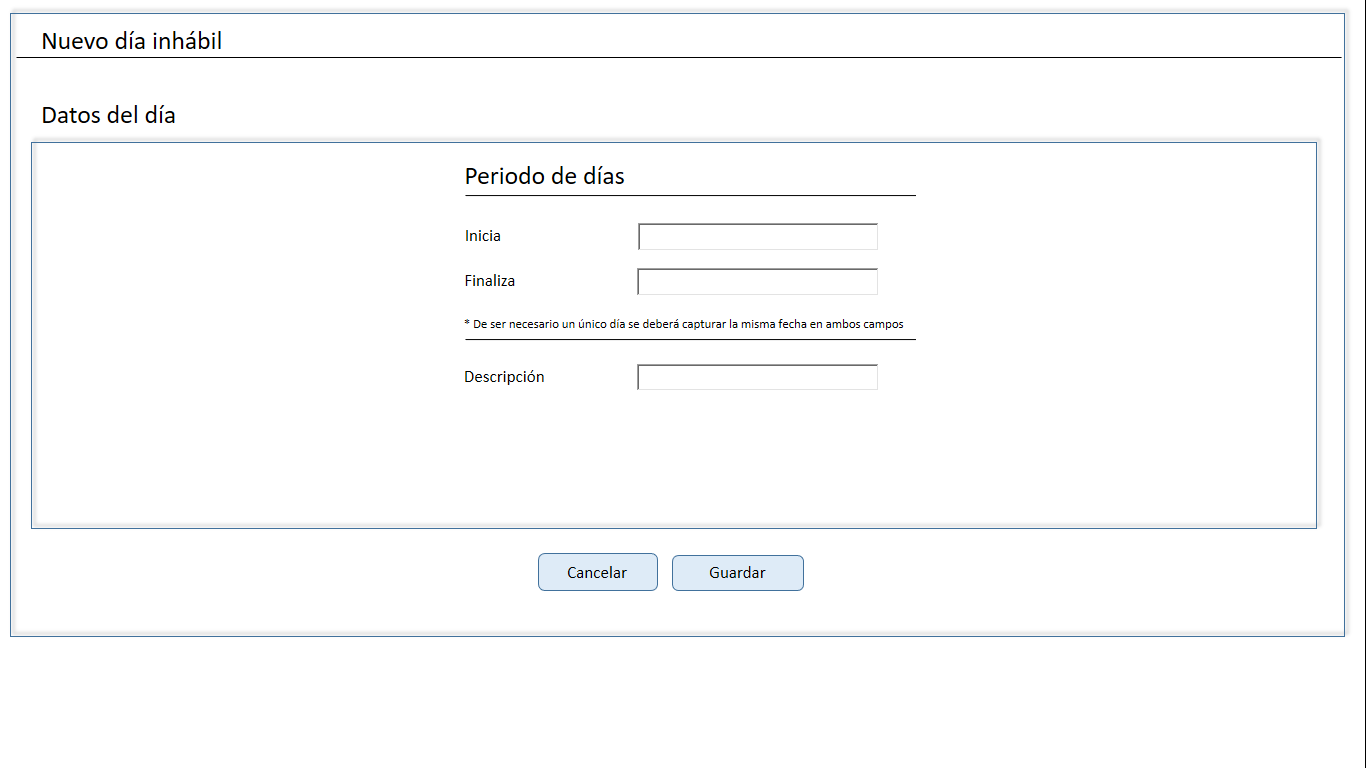 Nuevo día inhábil
Datos del día
Periodo de días
Inicia
Finaliza
* De ser necesario un único día se deberá capturar la misma fecha en ambos campos
Descripción
Cancelar
Guardar